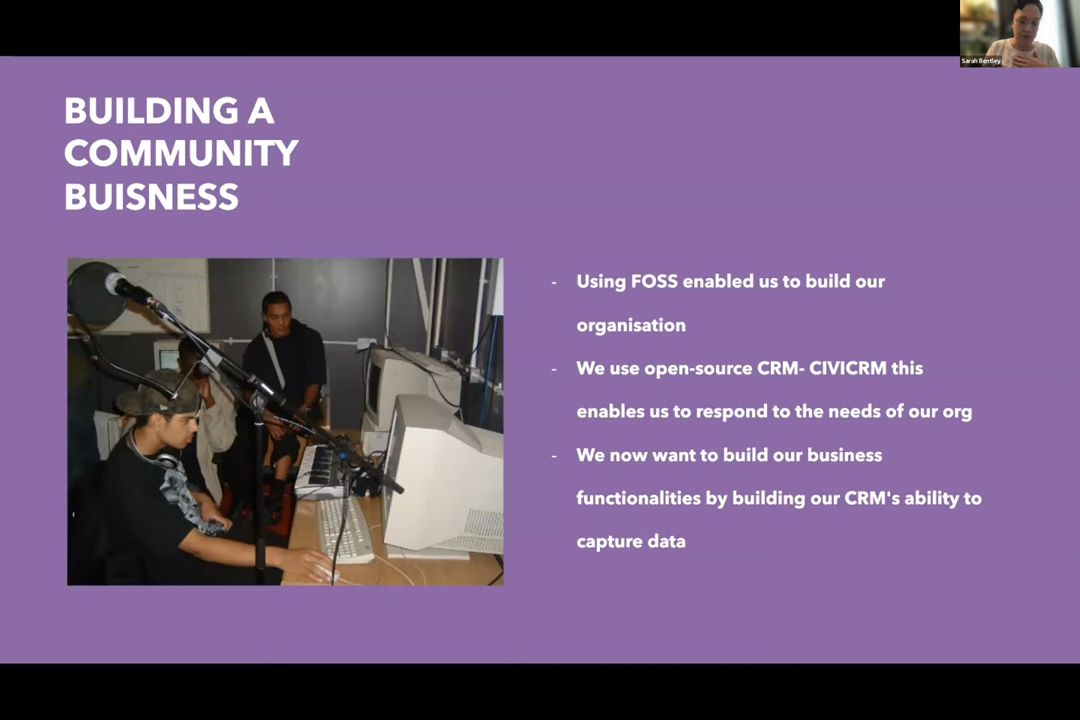 Sarah Bentley
BUILDING A
COMMUNITY
BUISNESS
- Using FOSS enabled us to build our
organisation
- We use open-source CRM- CIVICRM this
enables us to respond to the needs of our org
- We now want to build our business
functionalities by building our CRM's ability to
capture data